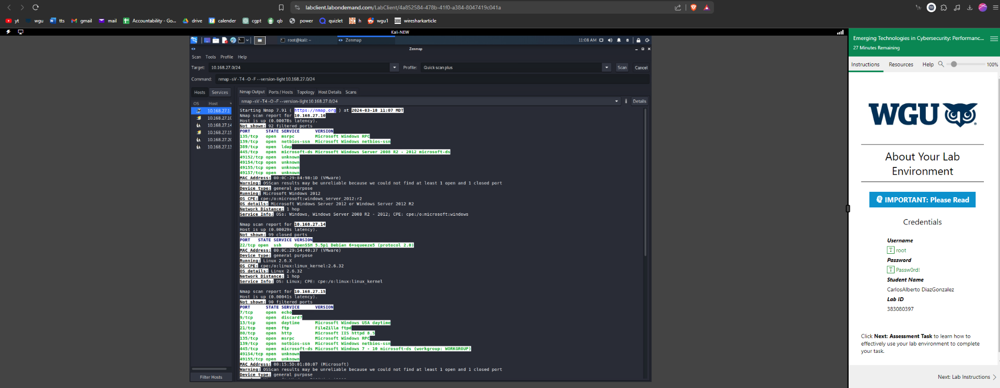 labclient.labondemand.com/LabClient/4a852584-478b-41f0-a384-8047419c041a
yt wgu tts gmail mail Accountability - Go... drive calender cgpt qb power quizlet h wgu1 wiresharkarticle
Kali-NEW
root@kali: ~ Zenmap 11:08 AM
Zenmap
Scan Tools Profile Help
Target: 10.168.27.0/24 Profile: Quick scan plus Scan Cancel
Command: nmap -sV -T4 -O -F --version-light 10.168.27.0/24
Hosts Services
OS Host
10.168.27.1
10.168.27.10
10.168.27.14
10.168.27.15
10.168.27.20
10.168.27.13
Filter Hosts
Nmap Output Ports / Hosts Topology Host Details Scans
nmap -sV -T4 -O -F --version-light 10.168.27.0/24 Details
Starting Nmap 7.91 ( https://nmap.org ) at 2024-03-18 11:07 MDT
Nmap scan report for 10.168.27.10
Host is up (0.00078s latency).
Not shown: 92 filtered ports
PORT STATE SERVICE VERSION
135/tcp open msrpc Microsoft Windows RPC
139/tcp open netbios-ssn Microsoft Windows netbios-ssn
389/tcp open ldap
445/tcp open microsoft-ds Microsoft Windows Server 2008 R2 - 2012 microsoft-ds
49152/tcp open unknown
49154/tcp open unknown
49155/tcp open unknown
49157/tcp open unknown
MAC Address: 00:0C:29:84:98:1D (VMware)
Warning: OSScan results may be unreliable because we could not find at least 1 open and 1 closed port
Device type: general purpose
Running: Microsoft Windows 2012
OS CPE: cpe:/o:microsoft:windows_server_2012:r2
OS details: Microsoft Windows Server 2012 or Windows Server 2012 R2
Network Distance: 1 hop
Service Info: OSs: Windows, Windows Server 2008 R2 - 2012; CPE: cpe:/o:microsoft:windows
Nmap scan report for 10.168.27.14
Host is up (0.00029s latency).
Not shown: 99 closed ports
PORT STATE SERVICE VERSION
22/tcp open ssh OpenSSH 5.5p1 Debian 6+squeeze5 (protocol 2.0)
MAC Address: 00:0C:29:54:40:37 (VMware)
Device type: general purpose
Running: Linux 2.6.X
OS CPE: cpe:/o:linux:linux_kernel:2.6.32
OS details: Linux 2.6.32
Network Distance: 1 hop
Service Info: OS: Linux; CPE: cpe:/o:linux:linux_kernel
Nmap scan report for 10.168.27.15
Host is up (0.00041s latency).
Not shown: 90 filtered ports
PORT STATE SERVICE VERSION
7/tcp open echo
9/tcp open discard?
13/tcp open daytime Microsoft Windows USA daytime
21/tcp open ftp FileZilla ftpd
80/tcp open http Microsoft IIS httpd 8.5
135/tcp open msrpc Microsoft Windows RPC
139/tcp open netbios-ssn Microsoft Windows netbios-ssn
445/tcp open microsoft-ds Microsoft Windows 7 - 10 microsoft-ds (workgroup: WORKGROUP)
49154/tcp open unknown
49155/tcp open unknown
MAC Address: 00:15:5D:01:80:07 (Microsoft)
Warning: OSScan results may be unreliable because we could not find at least 1 open and 1 closed port
Device type: general purpose
Emerging Technologies in Cybersecurity: Performanc...
27 Minutes Remaining
Instructions Resources Help 100%
WGU
About Your Lab
Environment
IMPORTANT: Please Read
Credentials
Username
T root
Password
T Passw0rd!
Student Name
CarlosAlberto DiazGonzalez
Lab ID
383080397
Click Next: Assessment Task to learn how to
effectively use your lab environment to complete
your task.
Next: Lab Instructions